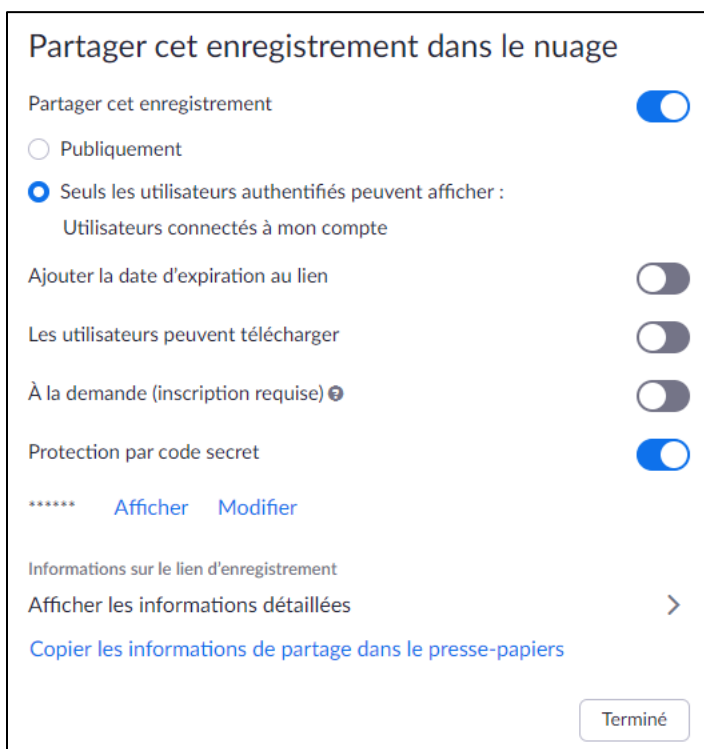 Partager cet enregistrement dans le nuage
Partager cet enregistrement
Publiquement
Seuls les utilisateurs authentifiés peuvent afficher :
Utilisateurs connectés à mon compte
Ajouter la date d’expiration au lien
Les utilisateurs peuvent télécharger
À la demande (inscription requise) ?
Protection par code secret
****** Afficher Modifier
Informations sur le lien d’enregistrement
Afficher les informations détaillées
Copier les informations de partage dans le presse-papiers
Terminé